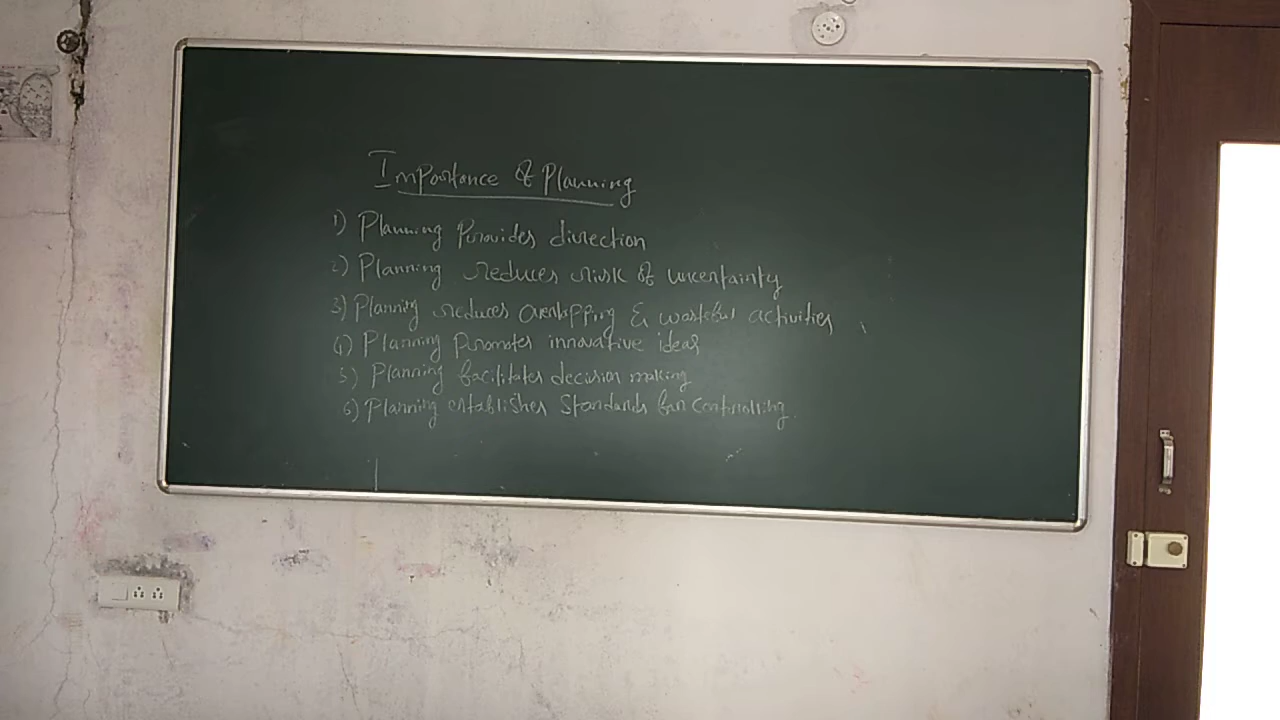 Importance of Planning
1) Planning Provides direction
2) Planning reduces risk of uncertainty
3) Planning reduces overlapping & wasteful activities
4) Planning Promotes innovative ideas
5) Planning facilitates decision making
6) Planning establishes Standards for Controlling.